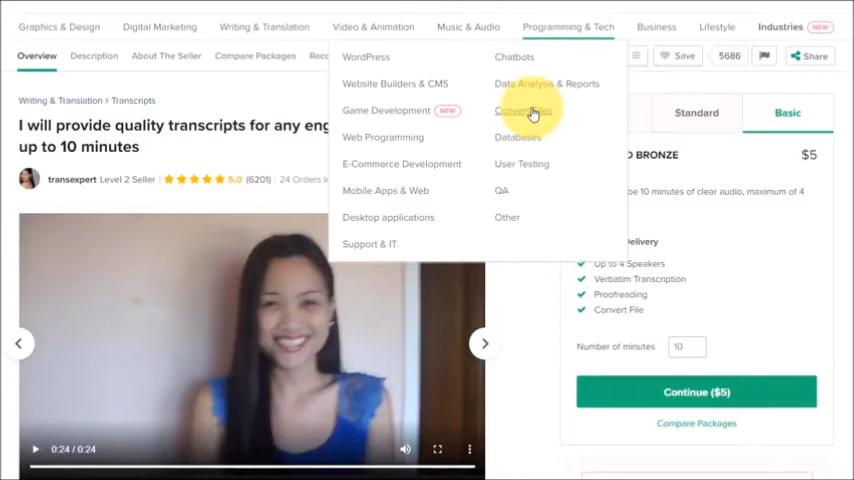 Graphics & Design Digital Marketing Writing & Translation Video & Animation Music & Audio Programming & Tech Business Lifestyle Industries NEW
Overview Description About The Seller Compare Packages Save 5686 Share
WordPress Chatbots
Website Builders & CMS Data Analysis & Reports
Game Development NEW Convert Files
Web Programming Databases
E-Commerce Development User Testing
Mobile Apps & Web QA
Desktop applications Other
Support & IT
Writing & Translation › Transcripts
I will provide quality transcripts for any eng
up to 10 minutes
transexpert Level 2 Seller 5.0 (6201) 24 Orders in
0:24 / 0:24
Standard Basic
BRONZE $5
be 10 minutes of clear audio, maximum of 4
Up to 4 Speakers
Verbatim Transcription
Proofreading
Convert File
Number of minutes 10
Continue ($5)
Compare Packages